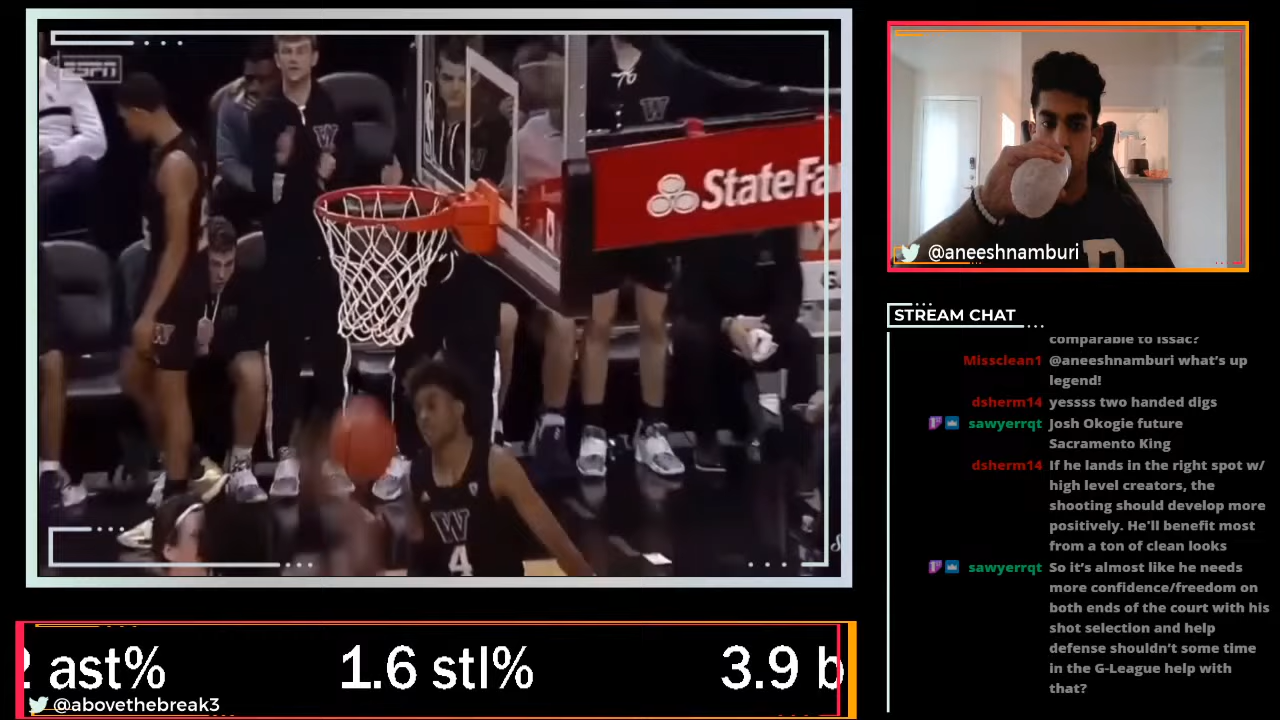 ESPN
W
W
StateFa
W
W
4
@aneeshnamburi
STREAM CHAT
comparable to Issac?
Missclean1 @aneeshnamburi what's up
legend!
dsherm14 yessss two handed digs
sawyerrqt Josh Okogie future
Sacramento King
dsherm14 If he lands in the right spot w/
high level creators, the
shooting should develop more
positively. He'll benefit most
from a ton of clean looks
sawyerrqt So it's almost like he needs
more confidence/freedom on
both ends of the court with his
shot selection and help
defense shouldn't some time
in the G-League help with
that?
ast% 1.6 stl% 3.9 b
@abovethebreak3